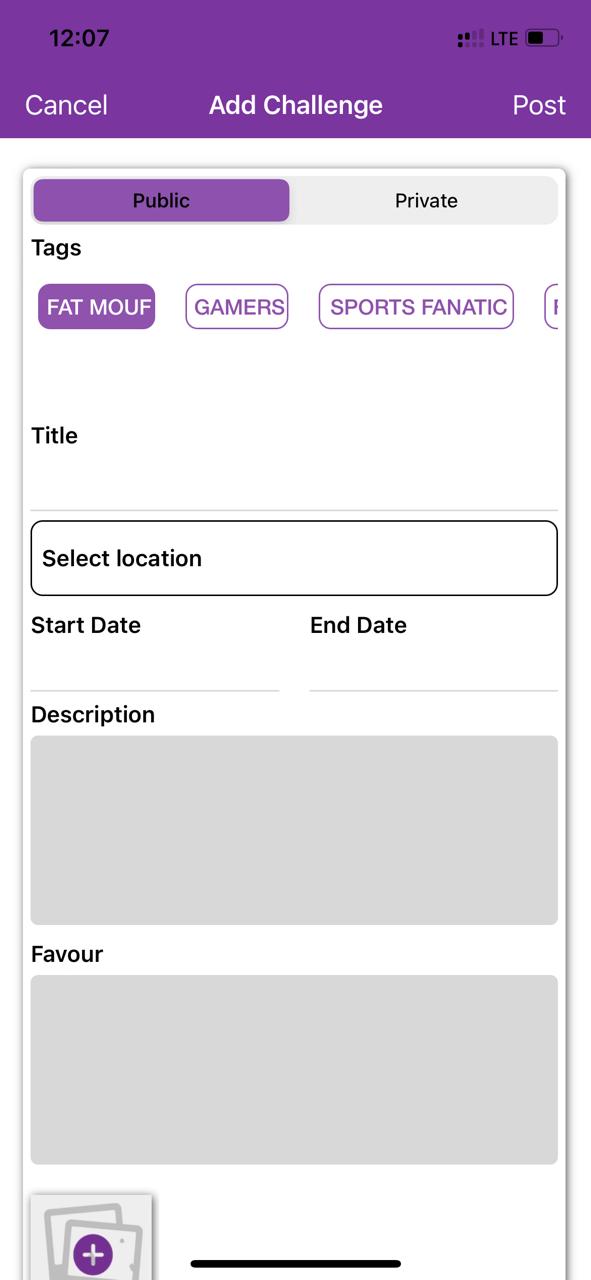 12:07 LTE
Cancel Add Challenge Post
Public Private
Tags
FAT MOUF GAMERS SPORTS FANATIC
Title
Select location
Start Date End Date
Description
Favour